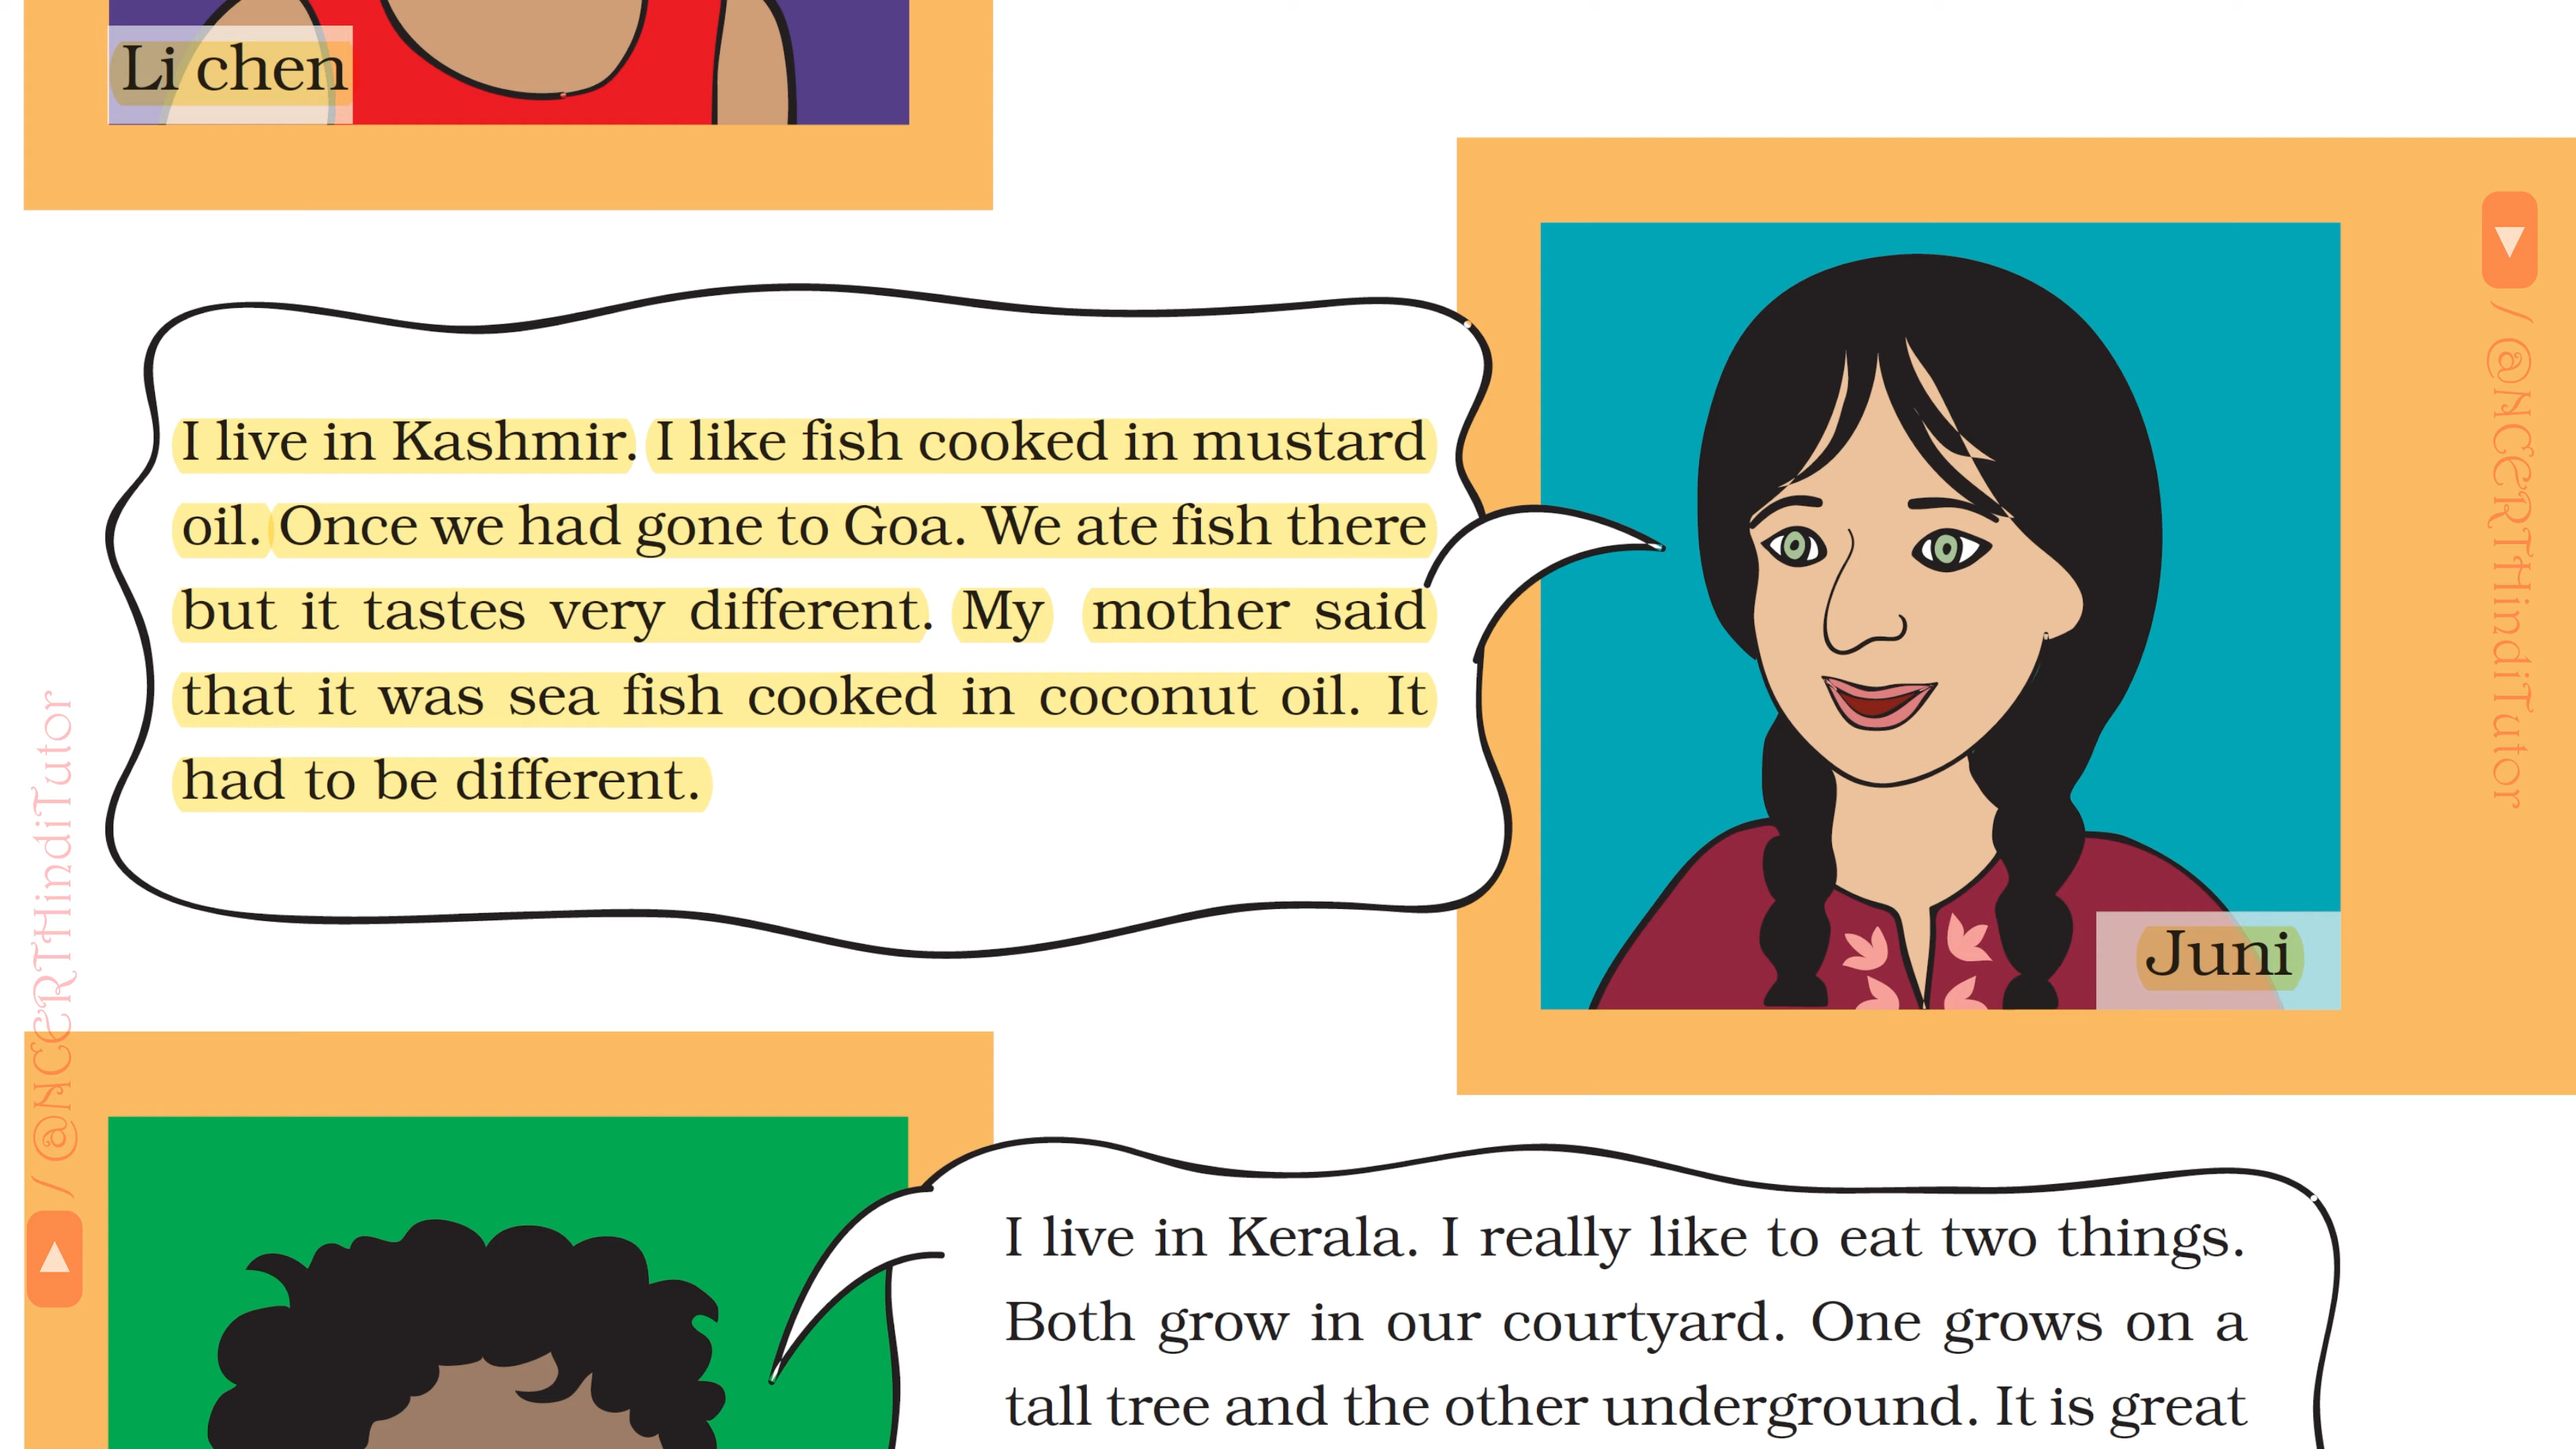 Li chen
I live in Kashmir. I like fish cooked in mustard
oil. Once we had gone to Goa. We ate fish there
but it tastes very different. My mother said
that it was sea fish cooked in coconut oil. It
had to be different.
Juni
I live in Kerala. I really like to eat two things.
Both grow in our courtyard. One grows on a
tall tree and the other underground. It is great
/ @NCERTHindiTutor
/ @NCERTHindiTutor